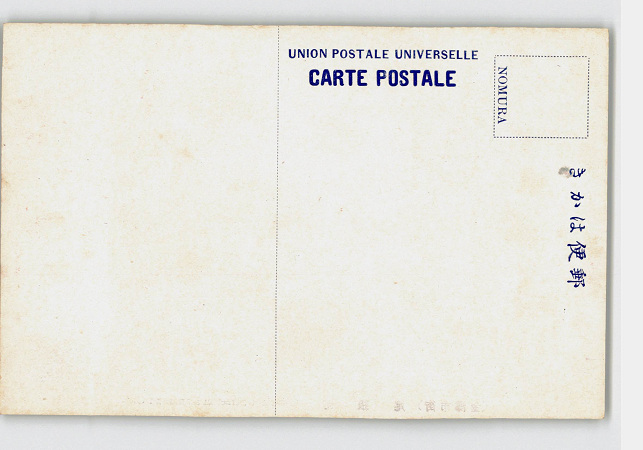 UNION POSTALE UNIVERSELLE
CARTE POSTALE
NOMURA
郵便はかき